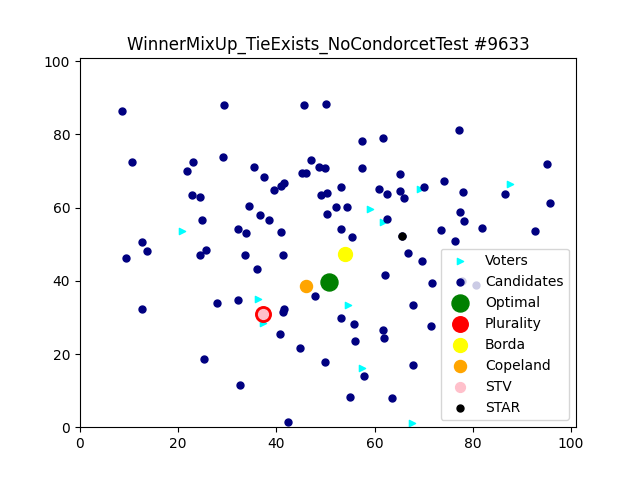 WinnerMixUp_TieExists_NoCondorcetTest #9633
100
80
60
40
20
0
0 20 40 60 80 100
Voters
Candidates
Optimal
Plurality
Borda
Copeland
STV
STAR